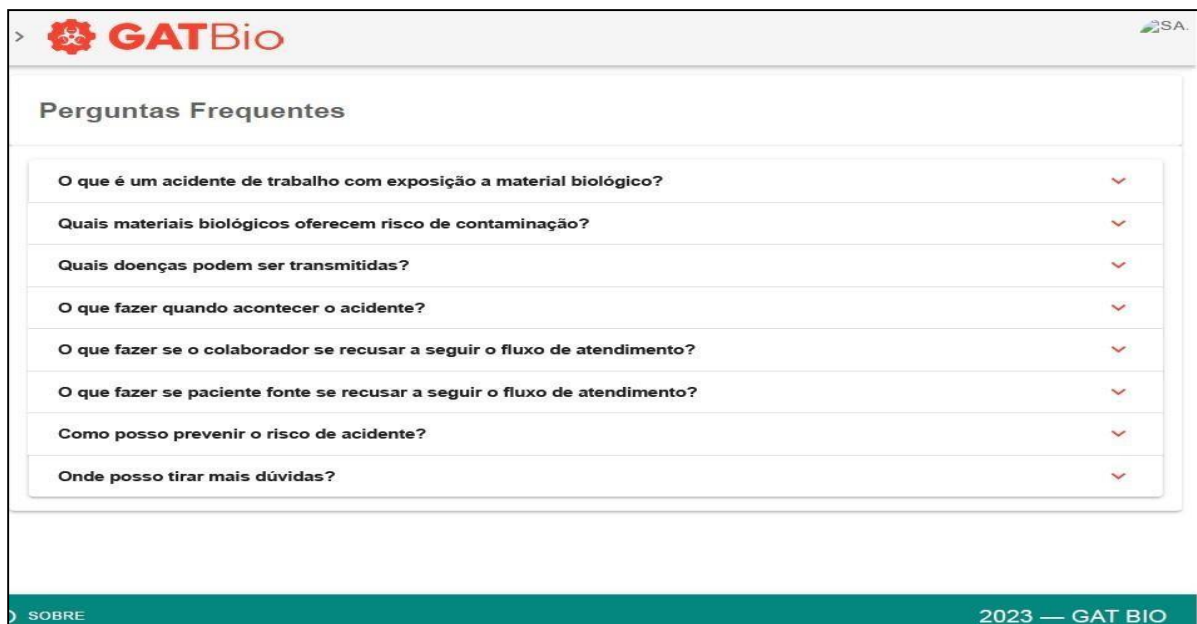 > GATBio SA.
Perguntas Frequentes
O que é um acidente de trabalho com exposição a material biológico?
Quais materiais biológicos oferecem risco de contaminação?
Quais doenças podem ser transmitidas?
O que fazer quando acontecer o acidente?
O que fazer se o colaborador se recusar a seguir o fluxo de atendimento?
O que fazer se paciente fonte se recusar a seguir o fluxo de atendimento?
Como posso prevenir o risco de acidente?
Onde posso tirar mais dúvidas?
SOBRE 2023 — GAT BIO